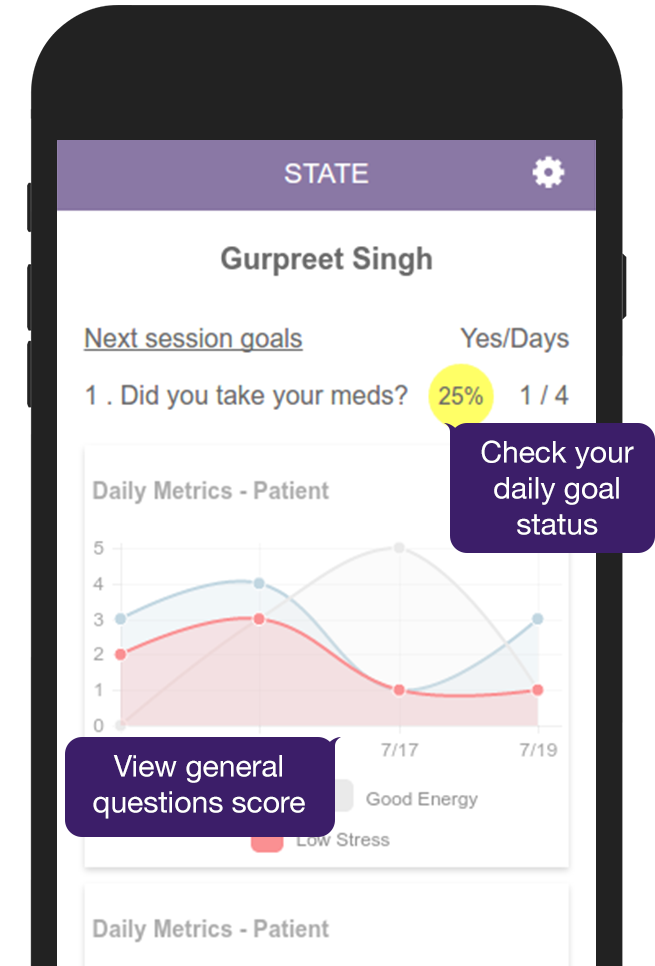 STATE
Gurpreet Singh
Next session goals Yes/Days
1 . Did you take your meds? 25% 1 / 4
Check your
daily goal
status
Daily Metrics - Patient
5
4
3
2
1
0
7/17 7/19
View general
questions score
Good Energy
Low Stress
Daily Metrics - Patient